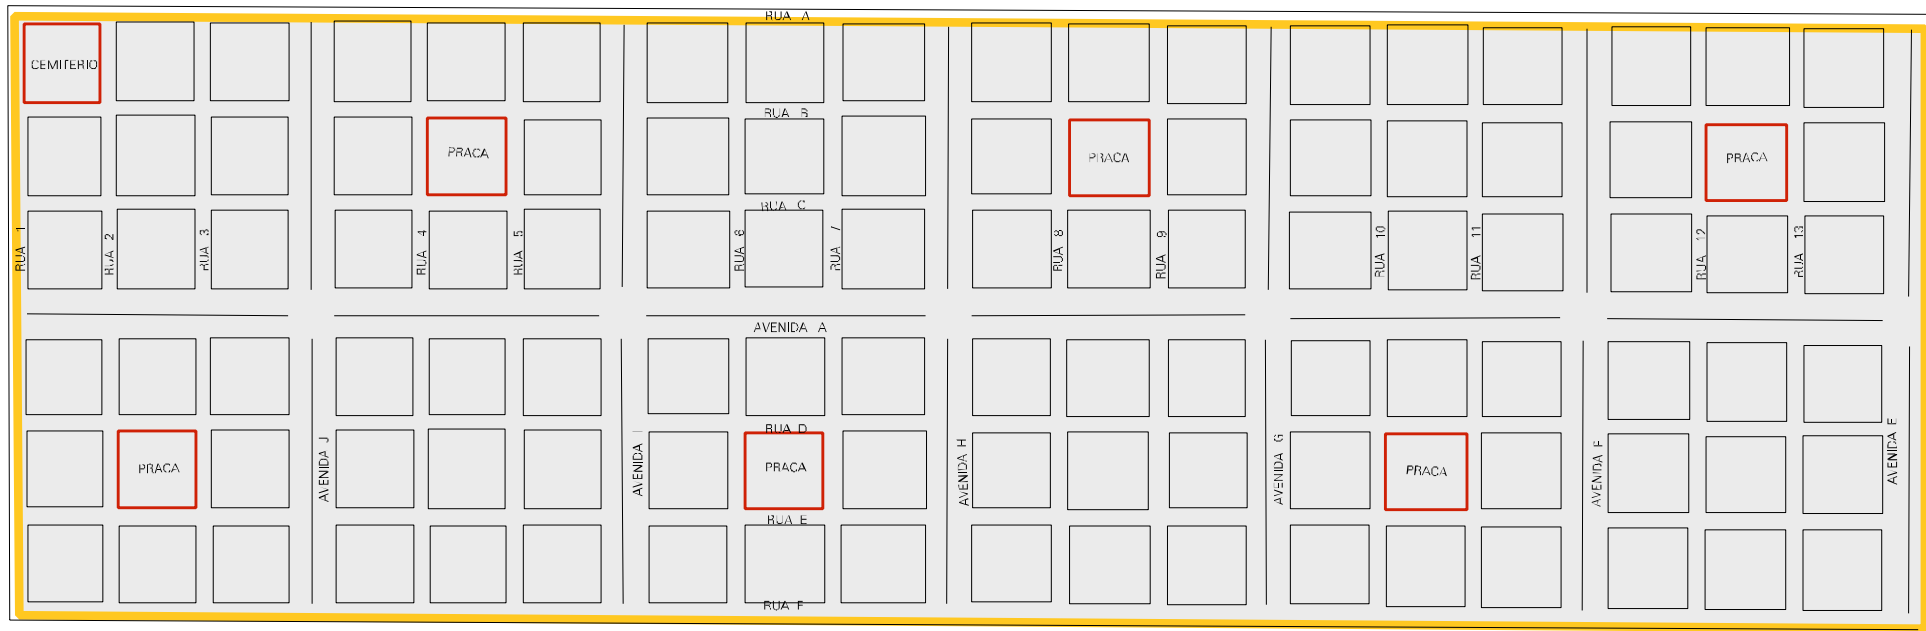 RUA A
CEMITERIO
RUA B
PRACA
PRACA
PRACA
RUA C
RUA 1
RUA 2
RUA 3
RUA 4
RUA 5
RUA 6
RUA 7
RUA 8
RUA 9
RUA 10
RUA 11
RUA 12
RUA 13
AVENIDA A
RUA D
PRACA
AVENIDA J
AVENIDA I
PRACA
AVENIDA H
AVENIDA G
PRACA
AVENIDA F
AVENIDA E
RUA E
RUA F